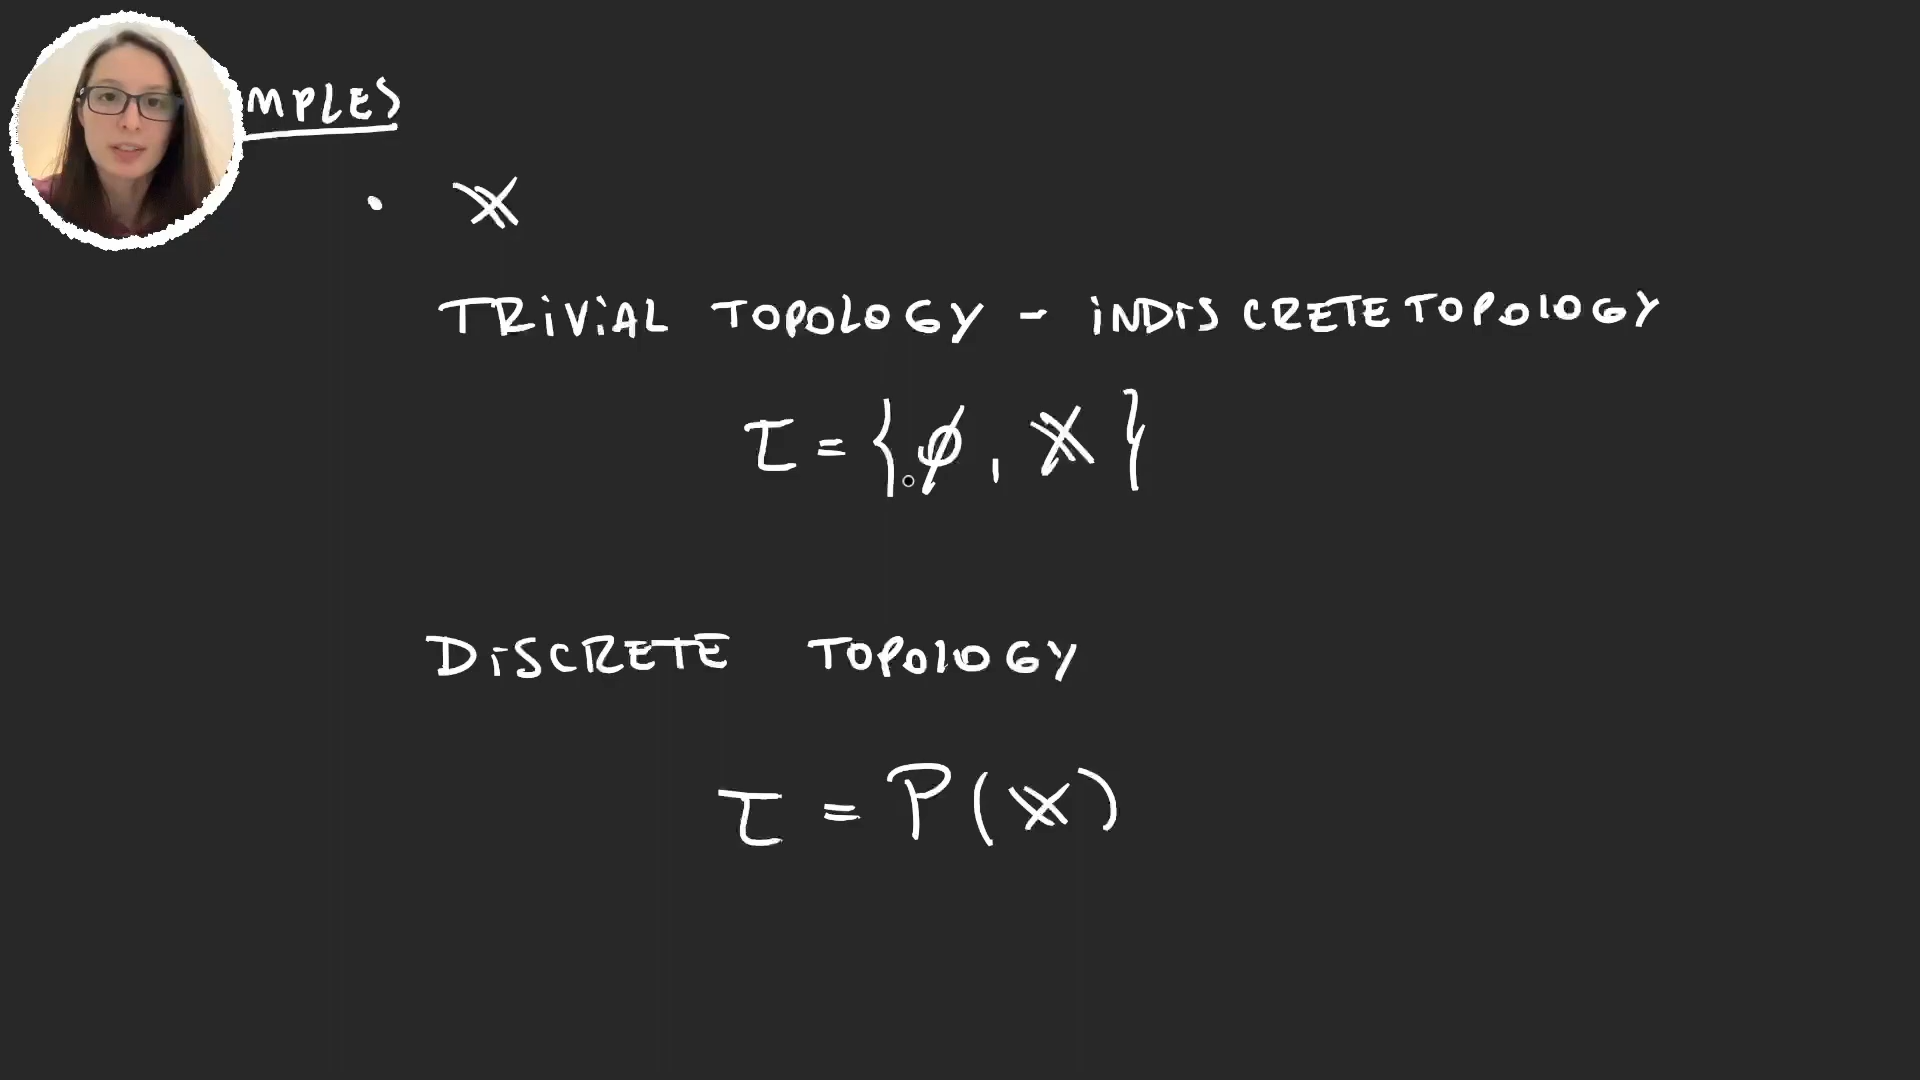 MPLES
• 𝕏
TRiViAL TOPOLOGY - iNDiSCRETE TOPOLOGY
τ = {∅, 𝕏}
DiSCRETE TOPOLOGY
τ = P(𝕏)